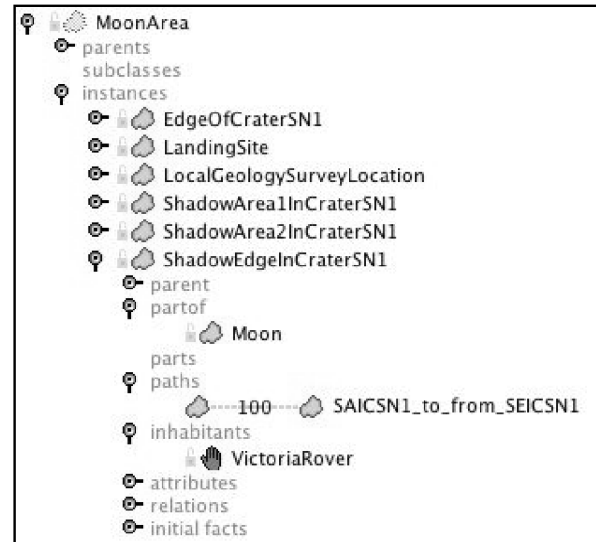 MoonArea
parents
subclasses
instances
EdgeOfCraterSN1
LandingSite
LocalGeologySurveyLocation
ShadowArea1InCraterSN1
ShadowArea2InCraterSN1
ShadowEdgeInCraterSN1
parent
partof
Moon
parts
paths
100 SAICSN1_to_from_SEICSN1
inhabitants
VictoriaRover
attributes
relations
initial facts